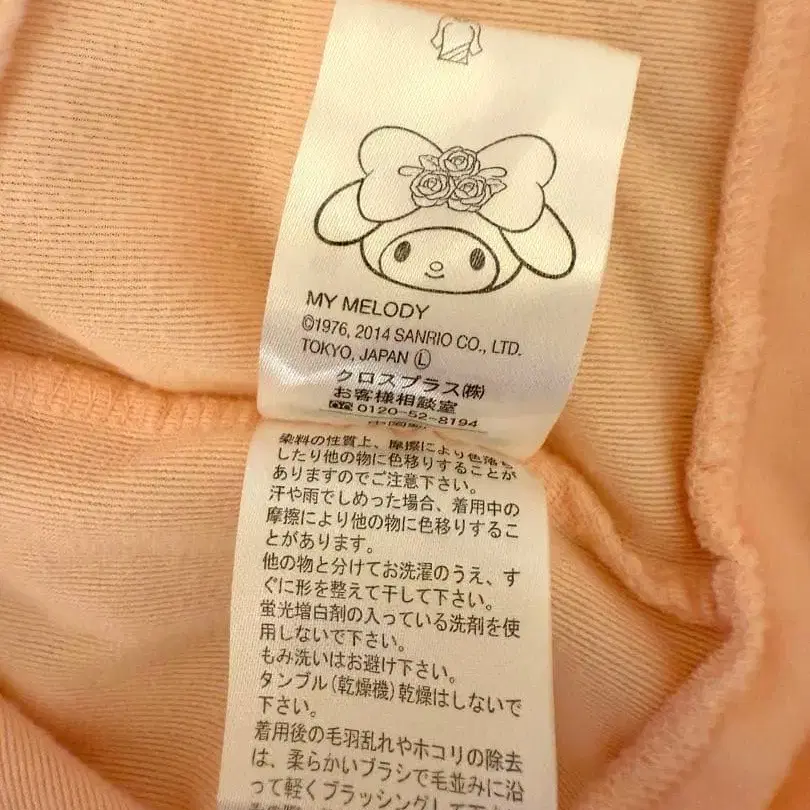 MY MELODY
©1976, 2014 SANRIO CO., LTD.
TOKYO, JAPAN Ⓛ
クロスプラス㈱
お客様相談室
0120-52-8194
染料の性質上、摩擦により色落ち
したり他の物に色移りすることが
ありますのでご注意下さい。
汗や雨でしめった場合、着用中の
摩擦により他の物に色移りするこ
とがあります。
他の物と分けてお洗濯のうえ、す
ぐに形を整えて干して下さい。
蛍光増白剤の入っている洗剤を使
用しないで下さい。
もみ洗いはお避け下さい。
タンブル(乾燥機)乾燥はしないで
下さい。
着用後の毛羽乱れやホコリの除去
は、柔らかいブラシで毛並みに沿
って軽くブラッシングして下さ